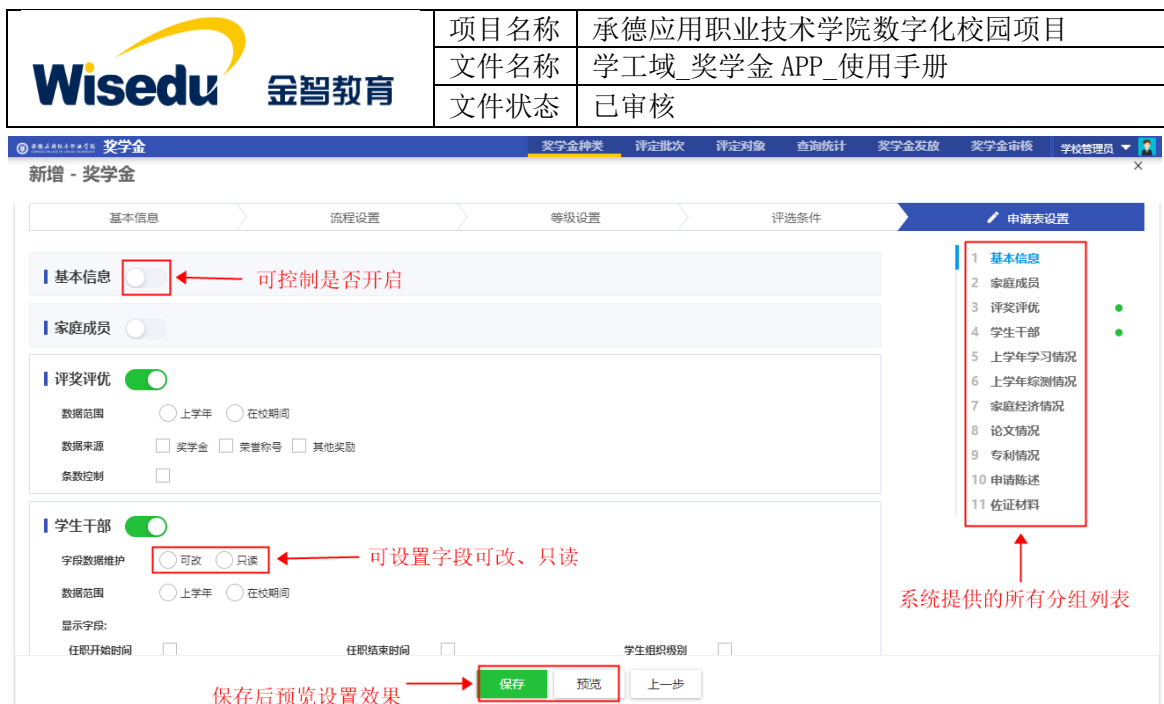 Wisedu 金智教育
项目名称 承德应用职业技术学院数字化校园项目
文件名称 学工域_奖学金 APP_使用手册
文件状态 已审核
奖学金 奖学金种类 评定批次 评定对象 查询统计 奖学金发放 奖学金审核 学校管理员
新增 - 奖学金 ×
基本信息 流程设置 等级设置 评选条件 申请表设置
基本信息 可控制是否开启
家庭成员
评奖评优
数据范围 上学年 在校期间
数据来源 奖学金 荣誉称号 其他奖励
条数控制
学生干部
字段数据维护 可改 只读 可设置字段可改、只读
数据范围 上学年 在校期间
显示字段:
任职开始时间 任职结束时间 学生组织级别
1 基本信息
2 家庭成员
3 评奖评优
4 学生干部
5 上学年学习情况
6 上学年综测情况
7 家庭经济情况
8 论文情况
9 专利情况
10 申请陈述
11 佐证材料
系统提供的所有分组列表
保存后预览设置效果 保存 预览 上一步